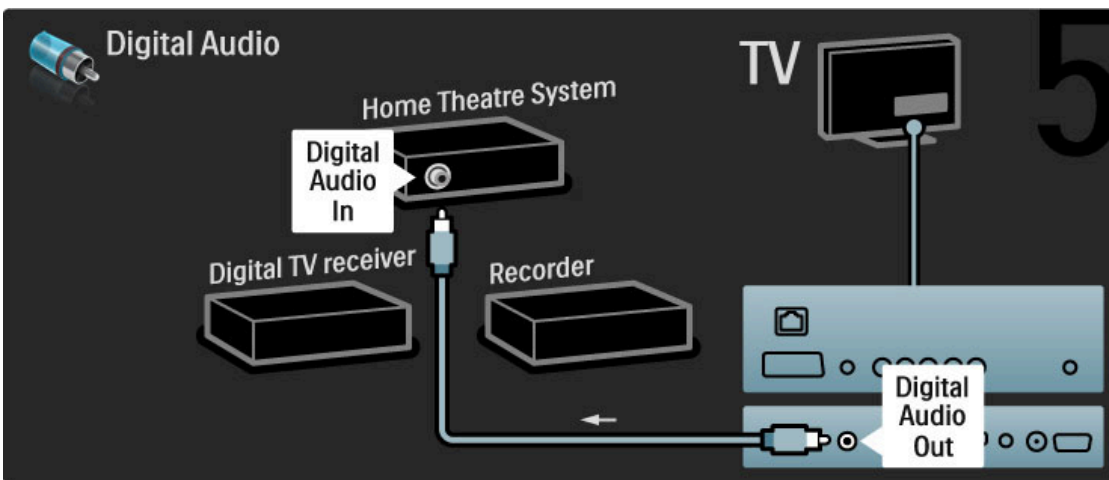 Digital Audio
TV
5
Home Theatre System
Digital
Audio
In
Digital TV receiver
Recorder
Digital
Audio
Out